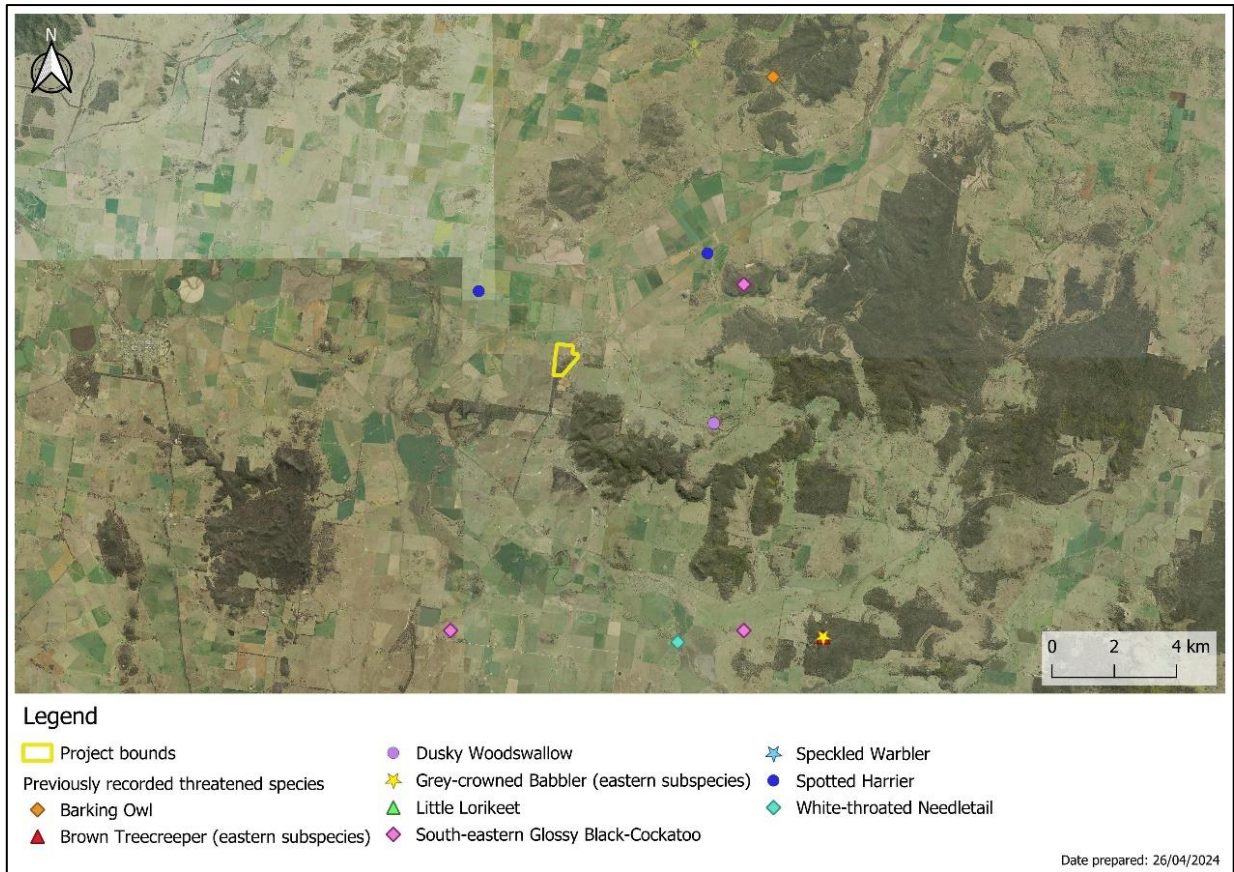 N
0 2 4 km
Legend
Project bounds
Previously recorded threatened species
Barking Owl
Brown Treecreeper (eastern subspecies)
Dusky Woodswallow
Grey-crowned Babbler (eastern subspecies)
Little Lorikeet
South-eastern Glossy Black-Cockatoo
Speckled Warbler
Spotted Harrier
White-throated Needletail
Date prepared: 26/04/2024